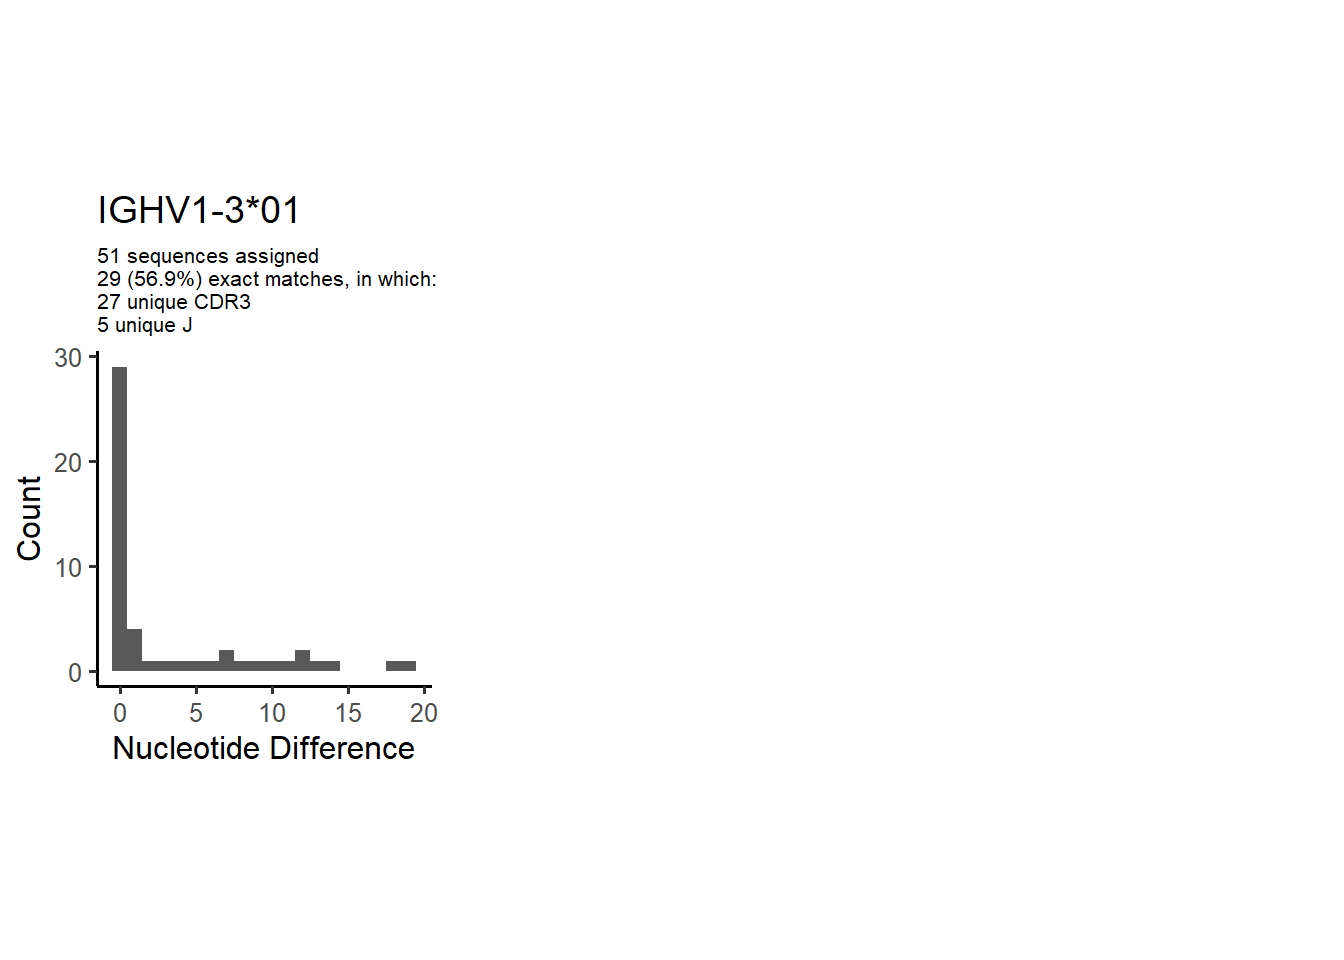 IGHV1-3*01
51 sequences assigned
29 (56.9%) exact matches, in which:
27 unique CDR3
5 unique J
30
20
10
0
Count
0 5 10 15 20
Nucleotide Difference